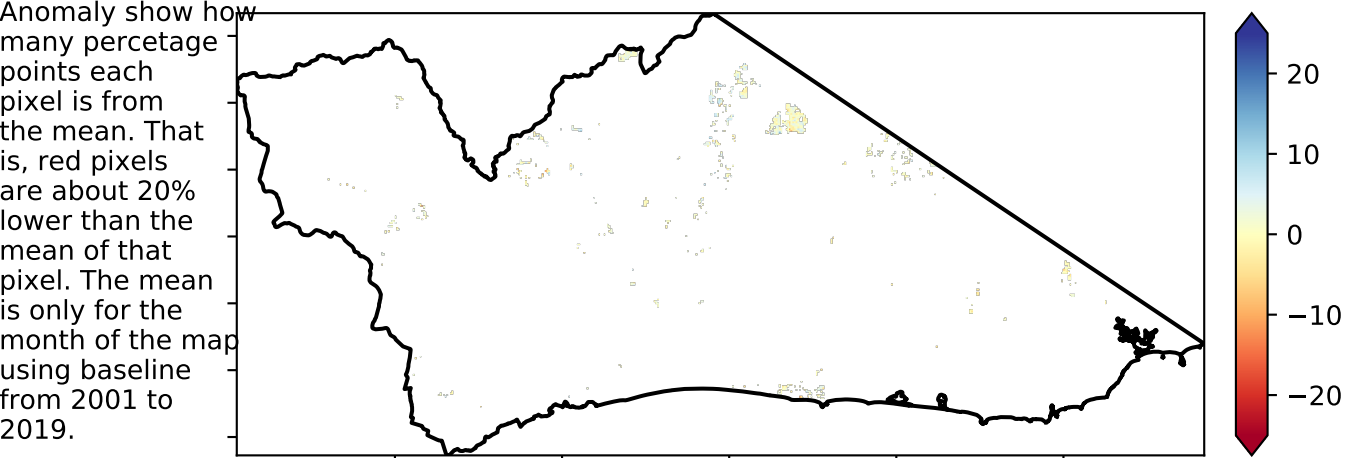 Anomaly show how
many percetage
points each
pixel is from
the mean. That
is, red pixels
are about 20%
lower than the
mean of that
pixel. The mean
is only for the
month of the map
using baseline
from 2001 to
2019.
20
10
0
−10
−20